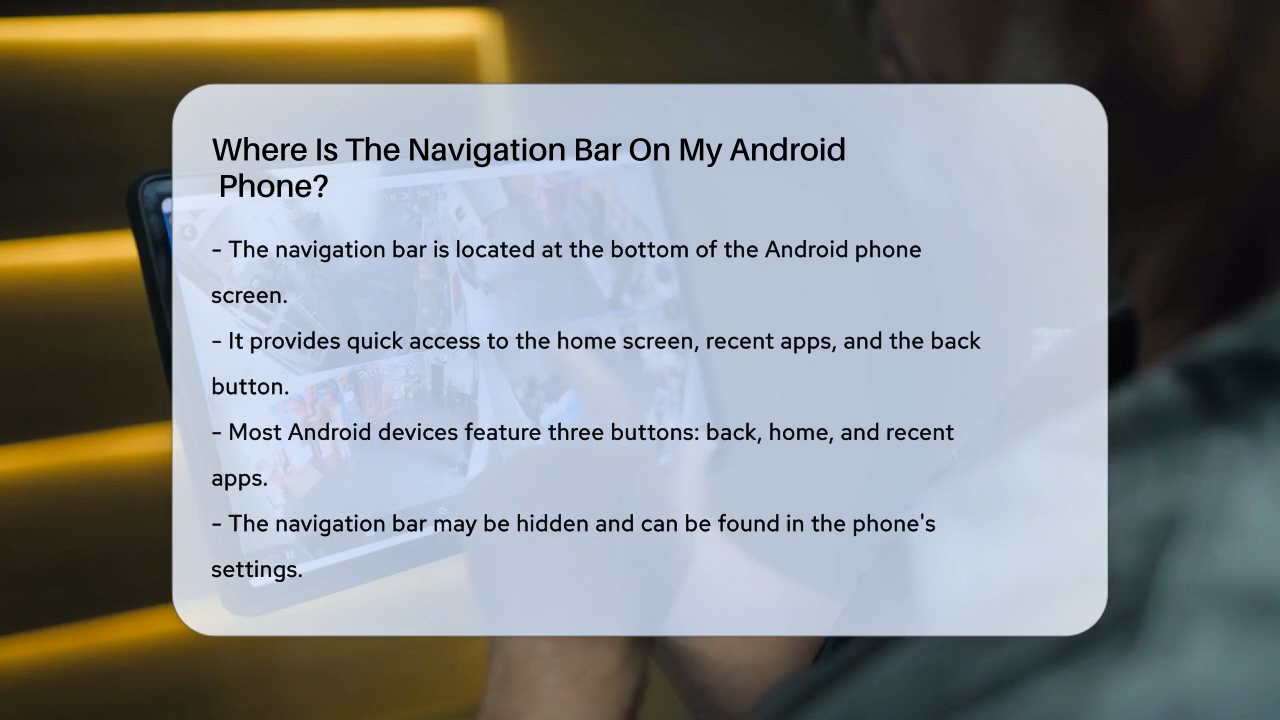 Where Is The Navigation Bar On My Android
Phone?
- The navigation bar is located at the bottom of the Android phone
screen.
- It provides quick access to the home screen, recent apps, and the back
button.
- Most Android devices feature three buttons: back, home, and recent
apps.
- The navigation bar may be hidden and can be found in the phone's
settings.